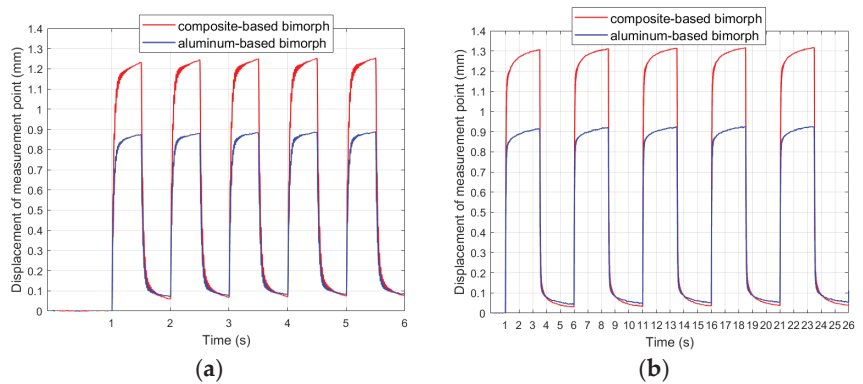 composite-based bimorph
aluminum-based bimorph
Displacement of measurement point (mm)
1.4
1.3
1.2
1.1
1
0.9
0.8
0.7
0.6
0.5
0.4
0.3
0.2
0.1
0
1 2 3 4 5 6
Time (s)
(a)
composite-based bimorph
aluminum-based bimorph
Displacement of measurement point (mm)
1.4
1.3
1.2
1.1
1
0.9
0.8
0.7
0.6
0.5
0.4
0.3
0.2
0.1
0
1 2 3 4 5 6 7 8 9 10 11 12 13 14 15 16 17 18 19 20 21 22 23 24 25 26
Time (s)
(b)